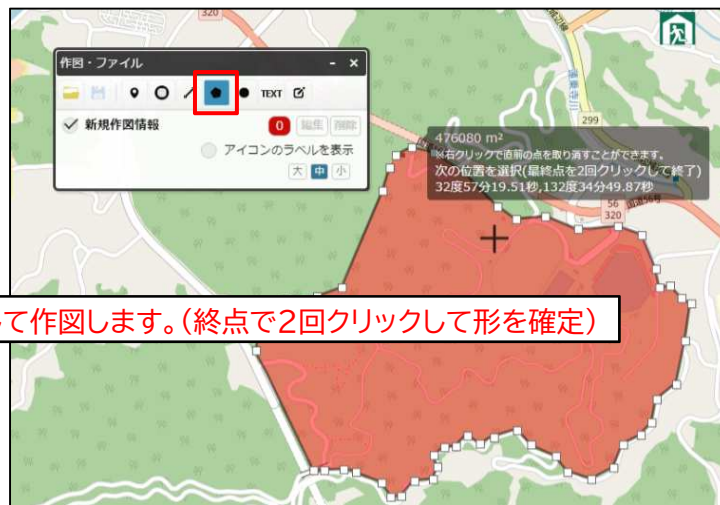 320
作図・ファイル
- ×
TEXT
新規作図情報
0 編集 削除
アイコンのラベルを表示
大 中 小
299
476080 m²
※右クリックで直前の点を取り消すことができます。
次の位置を選択(最終点を2回クリックして終了)
32度57分19.51秒,132度34分49.87秒
56
320
国道56号
て作図します。(終点で2回クリックして形を確定)